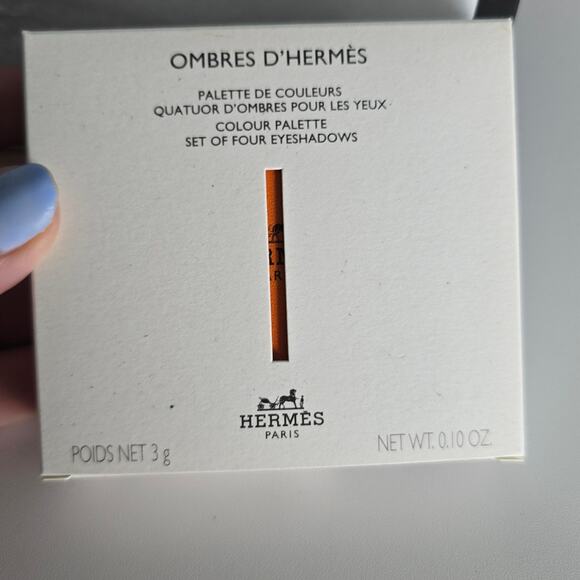 OMBRES D'HERMÈS
PALETTE DE COULEURS
QUATUOR D'OMBRES POUR LES YEUX
COLOUR PALETTE
SET OF FOUR EYESHADOWS
HERMÈS
PARIS
POIDS NET 3 g
NET WT. 0.10 OZ.